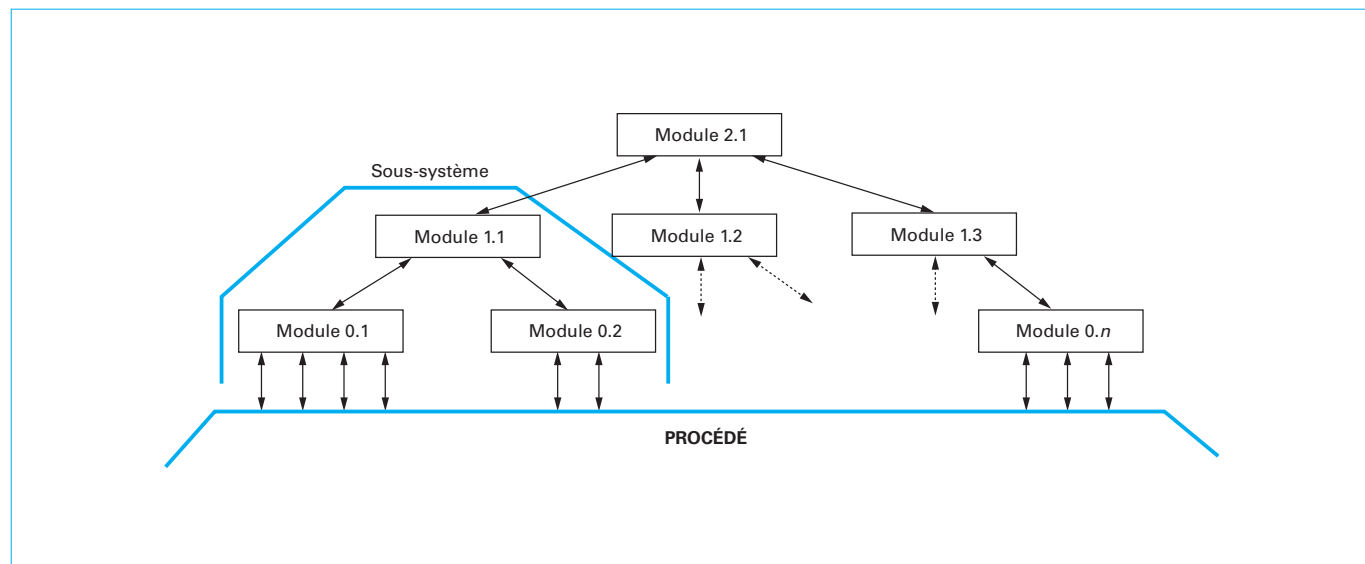 Module 2.1
Sous-système
Module 1.1
Module 1.2
Module 1.3
Module 0.1
Module 0.2
Module 0.n
PROCÉDÉ